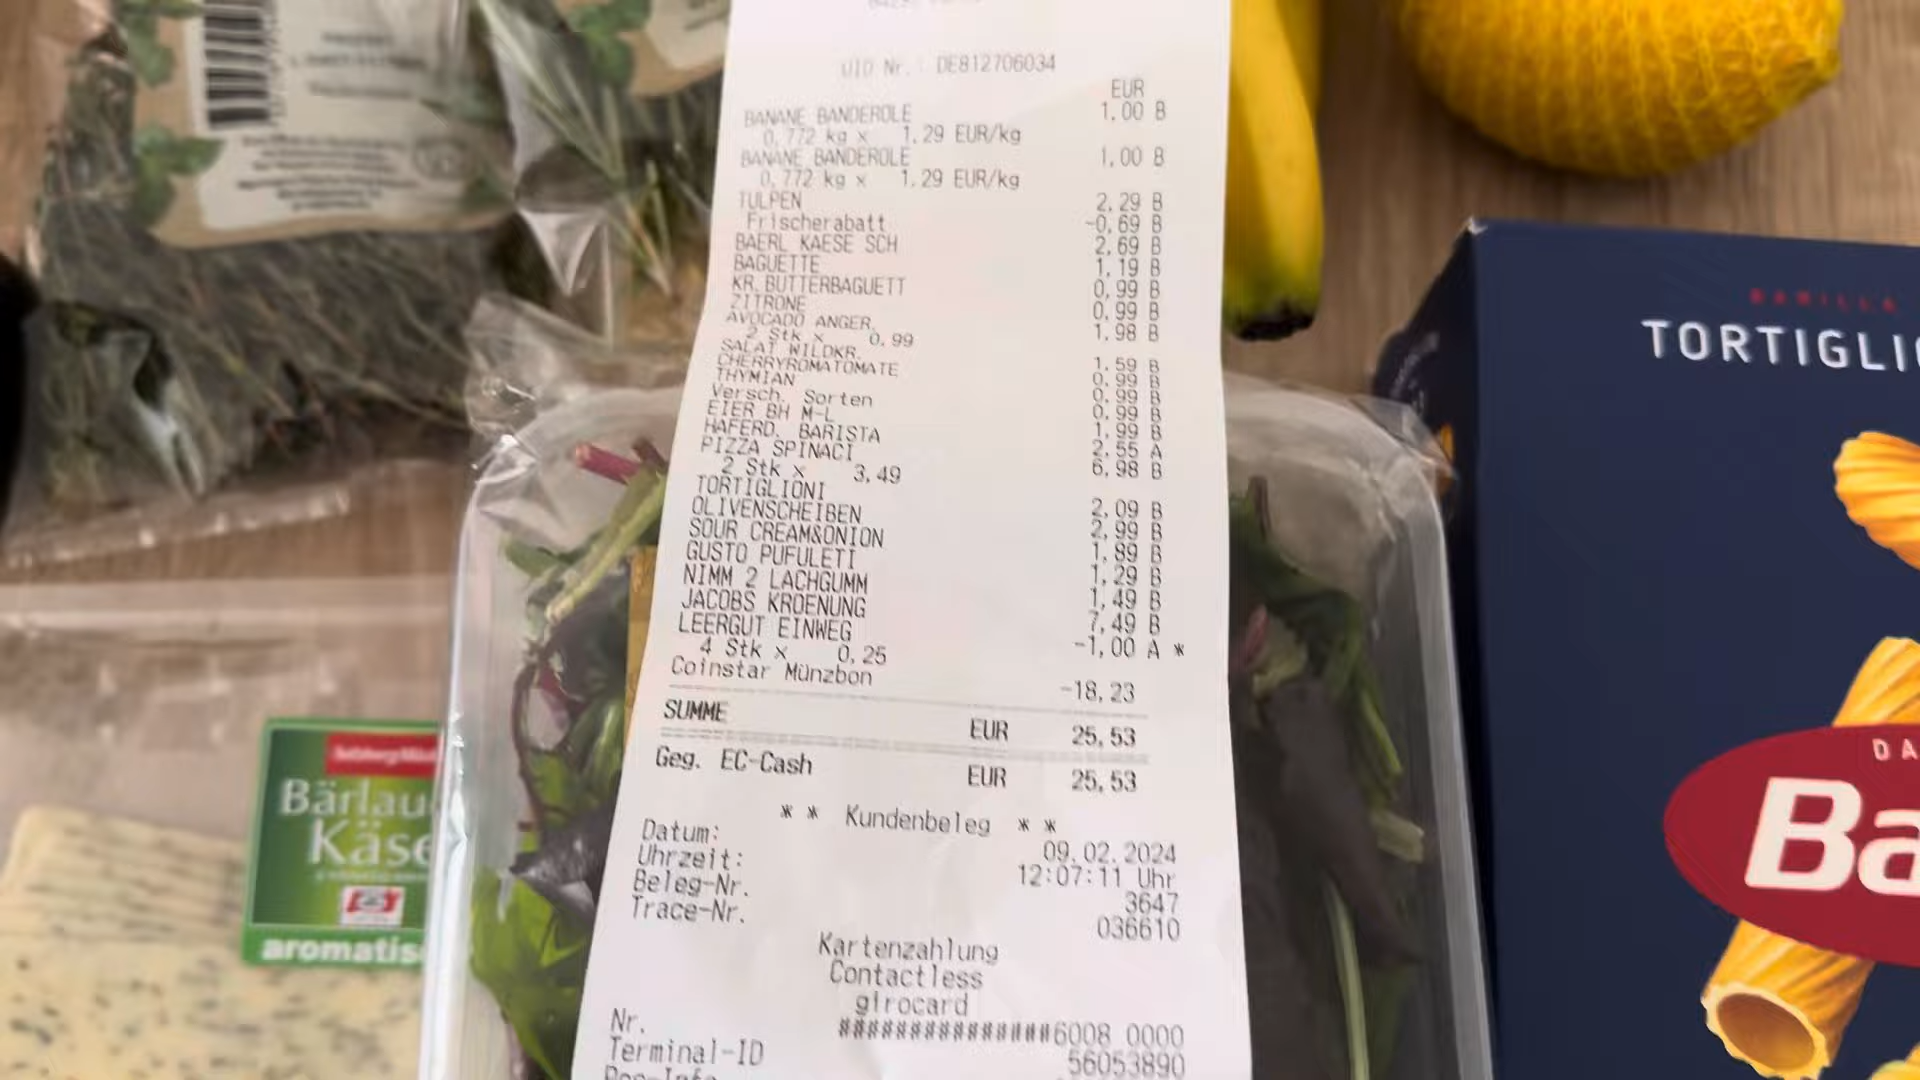 UID Nr. : DE812706034
EUR
BANANE BANDEROLE 1,00 B
0,772 kg x 1,29 EUR/kg
BANANE BANDEROLE 1,00 B
0,772 kg x 1,29 EUR/kg
TULPEN 2,29 B
Frischerabatt -0,69 B
BAERL KAESE SCH 2,69 B
BAGUETTE 1,19 B
KR.BUTTERBAGUETT 0,99 B
ZITRONE 0,99 B
AVOCADO ANGER. 1,98 B
2 Stk x 0,99
SALAT WILDKR. 1,59 B
CHERRYROMATOMATE 0,99 B
THYMIAN 0,99 B
Versch. Sorten 0,99 B
EIER BH M-L 1,99 B
HAFERD. BARISTA 2,55 A
PIZZA SPINACI 6,98 B
2 Stk x 3,49
TORTIGLIONI 2,09 B
OLIVENSCHEIBEN 2,99 B
SOUR CREAM&ONION 1,89 B
GUSTO PUFULETI 1,29 B
NIMM 2 LACHGUMM 1,49 B
JACOBS KROENUNG 7,49 B
LEERGUT EINWEG -1,00 A *
4 Stk x 0,25
Coinstar Münzbon -18,23
SUMME EUR 25,53
Geg. EC-Cash EUR 25,53
* * Kundenbeleg * *
Datum: 09.02.2024
Uhrzeit: 12:07:11 Uhr
Beleg-Nr. 3647
Trace-Nr. 036610
Kartenzahlung
Contactless
girocard
Nr. ###############6008 0000
Terminal-ID 56053890
BARILLA
TORTIGLIO
DA
Ba
Bärlau
Käse
aromatis